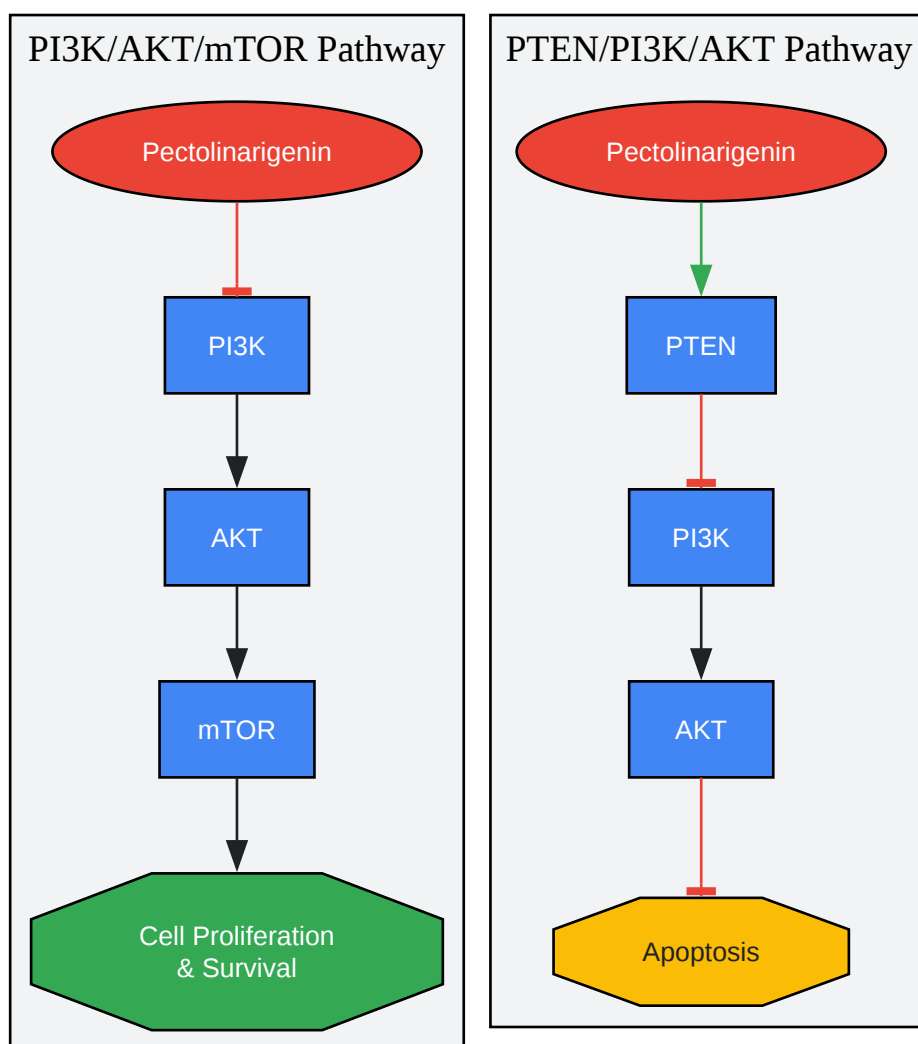 PI3K/AKT/mTOR Pathway
Pectolinarigenin
PI3K
AKT
mTOR
Cell Proliferation
& Survival
PTEN/PI3K/AKT Pathway
Pectolinarigenin
PTEN
PI3K
AKT
Apoptosis